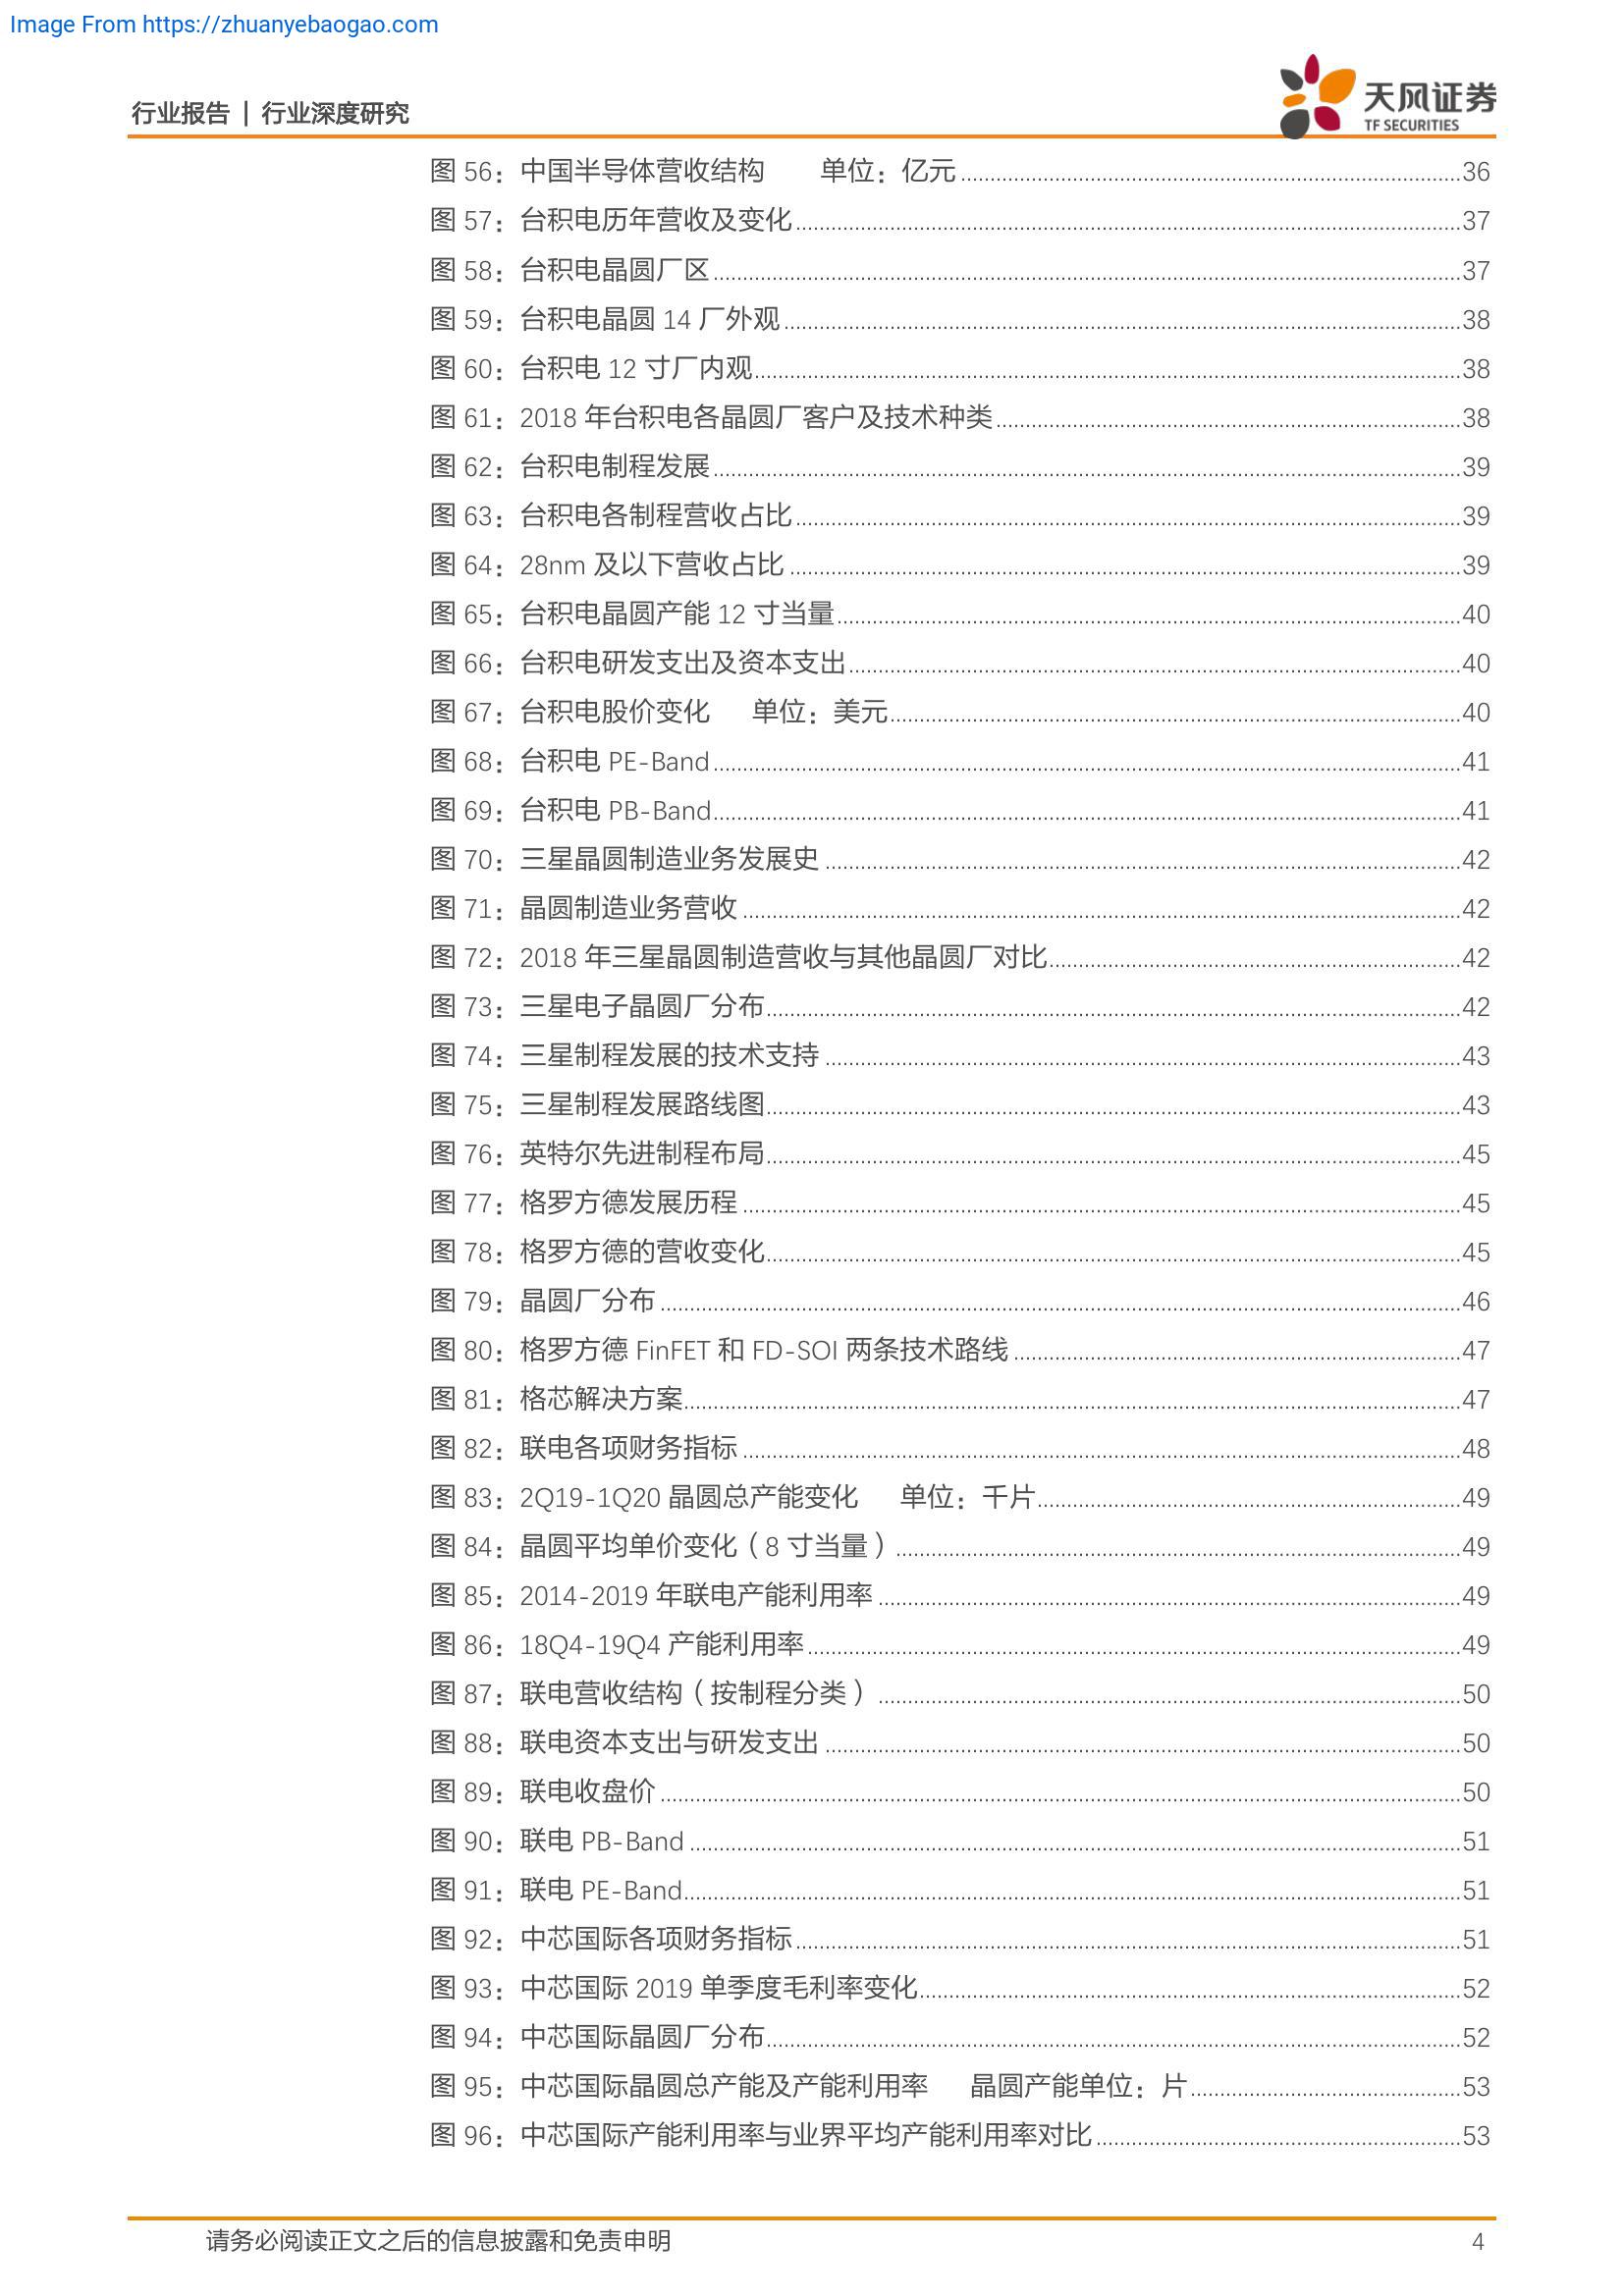 Image From https://zhuanyebaogao.com
行业报告 | 行业深度研究
天风证券
TF SECURITIES
图 56：中国半导体营收结构 单位：亿元 36
图 57：台积电历年营收及变化 37
图 58：台积电晶圆厂区 37
图 59：台积电晶圆 14 厂外观 38
图 60：台积电 12 寸厂内观 38
图 61：2018 年台积电各晶圆厂客户及技术种类 38
图 62：台积电制程发展 39
图 63：台积电各制程营收占比 39
图 64：28nm 及以下营收占比 39
图 65：台积电晶圆产能 12 寸当量 40
图 66：台积电研发支出及资本支出 40
图 67：台积电股价变化 单位：美元 40
图 68：台积电 PE-Band 41
图 69：台积电 PB-Band 41
图 70：三星晶圆制造业务发展史 42
图 71：晶圆制造业务营收 42
图 72：2018 年三星晶圆制造营收与其他晶圆厂对比 42
图 73：三星电子晶圆厂分布 42
图 74：三星制程发展的技术支持 43
图 75：三星制程发展路线图 43
图 76：英特尔先进制程布局 45
图 77：格罗方德发展历程 45
图 78：格罗方德的营收变化 45
图 79：晶圆厂分布 46
图 80：格罗方德 FinFET 和 FD-SOI 两条技术路线 47
图 81：格芯解决方案 47
图 82：联电各项财务指标 48
图 83：2Q19-1Q20 晶圆总产能变化 单位：千片 49
图 84：晶圆平均单价变化（8 寸当量） 49
图 85：2014-2019 年联电产能利用率 49
图 86：18Q4-19Q4 产能利用率 49
图 87：联电营收结构（按制程分类） 50
图 88：联电资本支出与研发支出 50
图 89：联电收盘价 50
图 90：联电 PB-Band 51
图 91：联电 PE-Band 51
图 92：中芯国际各项财务指标 51
图 93：中芯国际 2019 单季度毛利率变化 52
图 94：中芯国际晶圆厂分布 52
图 95：中芯国际晶圆总产能及产能利用率 晶圆产能单位：片 53
图 96：中芯国际产能利用率与业界平均产能利用率对比 53
请务必阅读正文之后的信息披露和免责申明 4